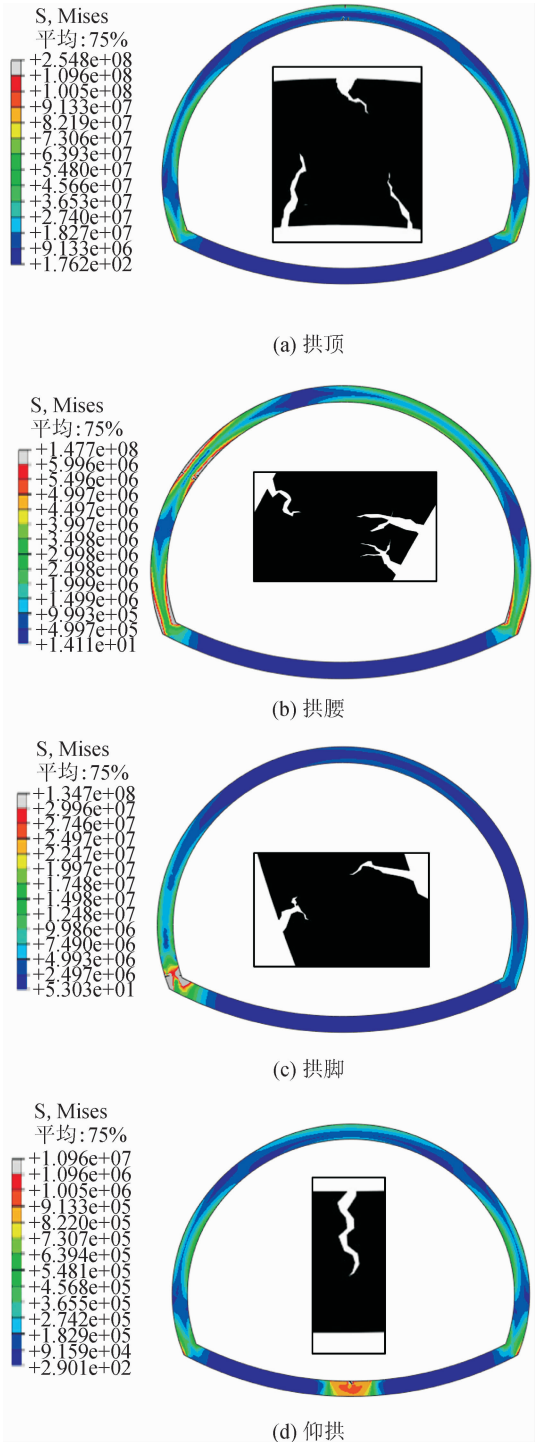 S, Mises
平均:75%
+2.548e+08
+1.096e+08
+1.005e+08
+9.133e+07
+8.219e+07
+7.306e+07
+6.393e+07
+5.480e+07
+4.566e+07
+3.653e+07
+2.740e+07
+1.827e+07
+9.133e+06
+1.762e+02
(a) 拱顶
S, Mises
平均:75%
+1.477e+08
+5.996e+06
+5.496e+06
+4.997e+06
+4.497e+06
+3.997e+06
+3.498e+06
+2.998e+06
+2.498e+06
+1.999e+06
+1.499e+06
+9.993e+05
+4.997e+05
+1.411e+01
(b) 拱腰
S, Mises
平均:75%
+1.347e+08
+2.996e+07
+2.746e+07
+2.497e+07
+2.247e+07
+1.997e+07
+1.748e+07
+1.498e+07
+1.248e+07
+9.986e+06
+7.490e+06
+4.993e+06
+2.497e+06
+5.303e+01
(c) 拱脚
S, Mises
平均:75%
+1.096e+07
+1.096e+06
+1.005e+06
+9.133e+05
+8.220e+05
+7.307e+05
+6.394e+05
+5.481e+05
+4.568e+05
+3.655e+05
+2.742e+05
+1.829e+05
+9.159e+04
+2.901e+02
(d) 仰拱